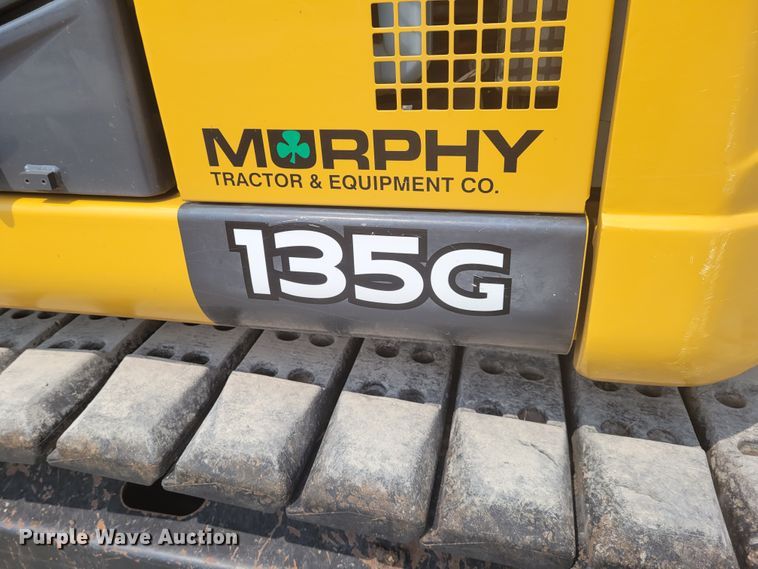 MURPHY
TRACTOR & EQUIPMENT CO.
135G
Purple Wave Auction